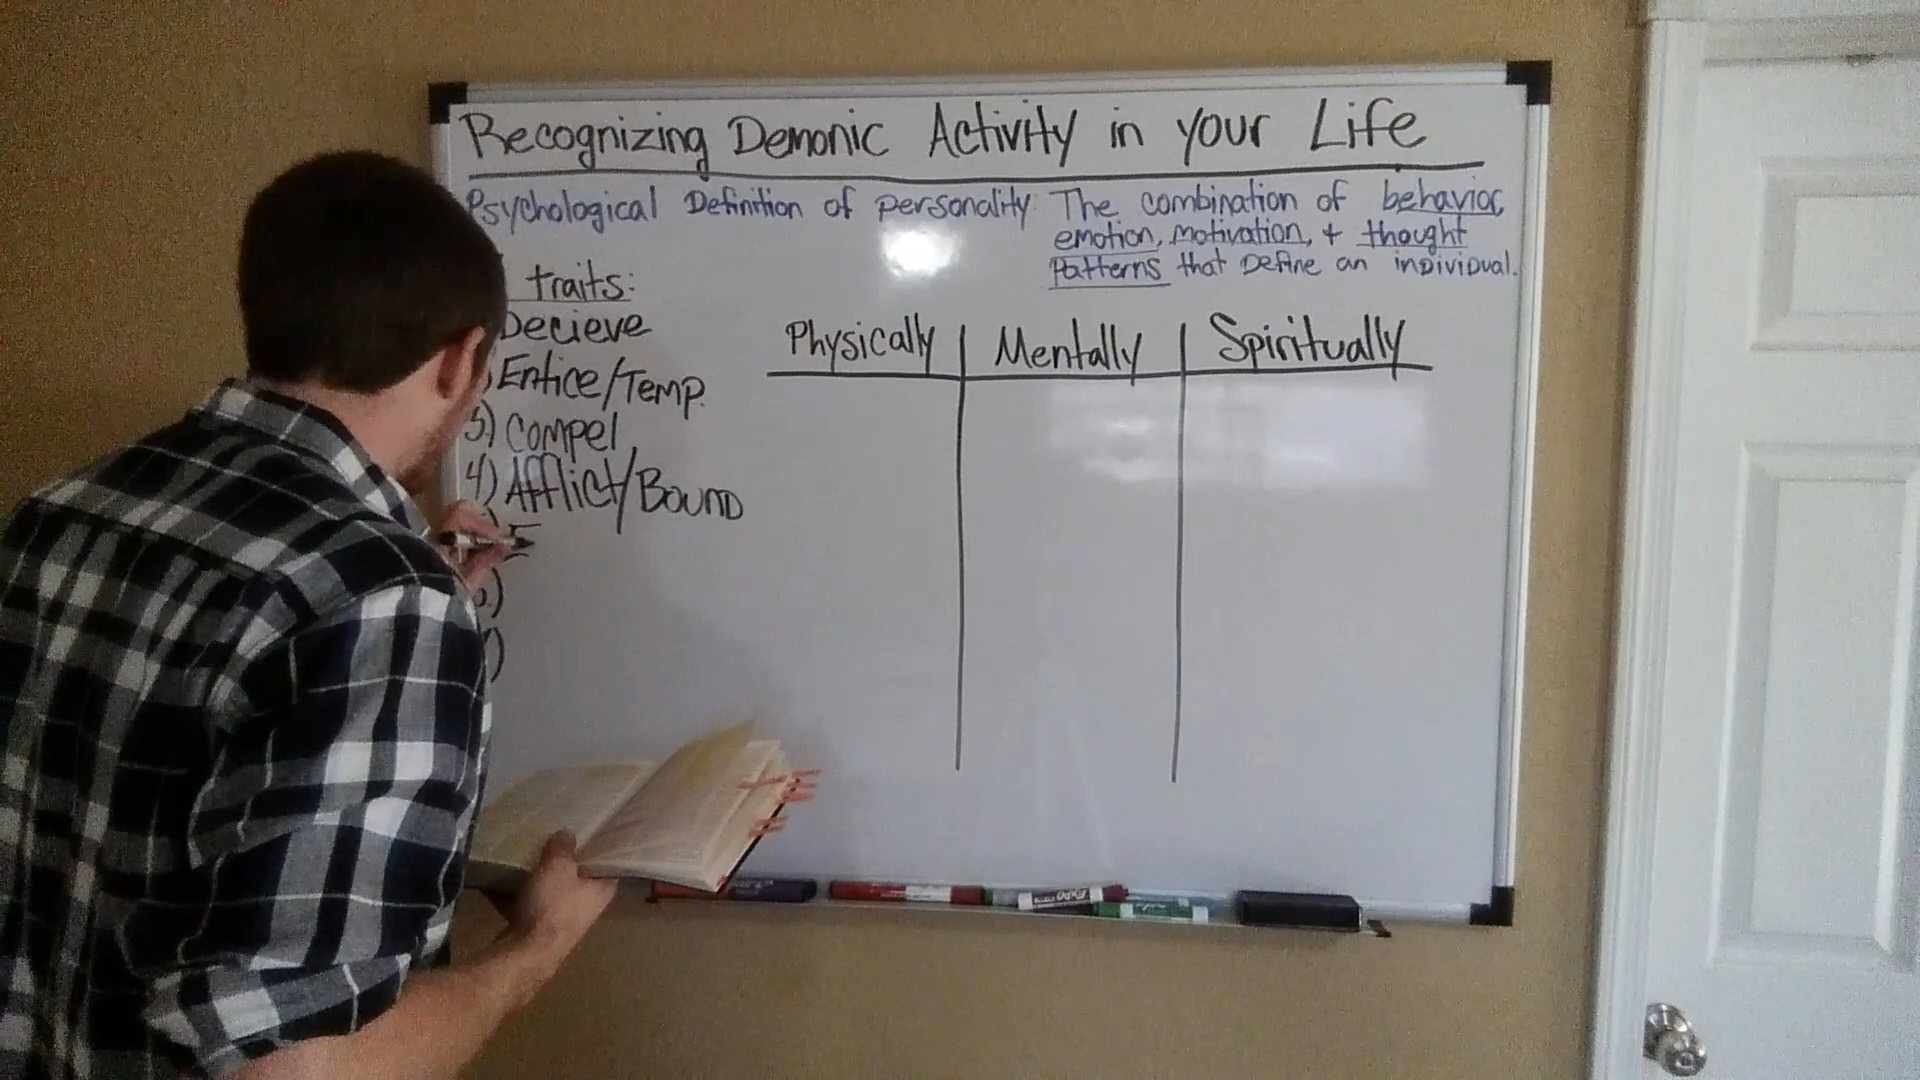 Recognizing Demonic Activity in your Life
Psychological Definition of personality: The combination of behavior,
emotion, motivation, + thought
patterns that Define an individual.
traits:
Decieve
Entice/Temp.
3.) Compel
4) Afflict/Bound
Physically Mentally Spiritually
EXPO